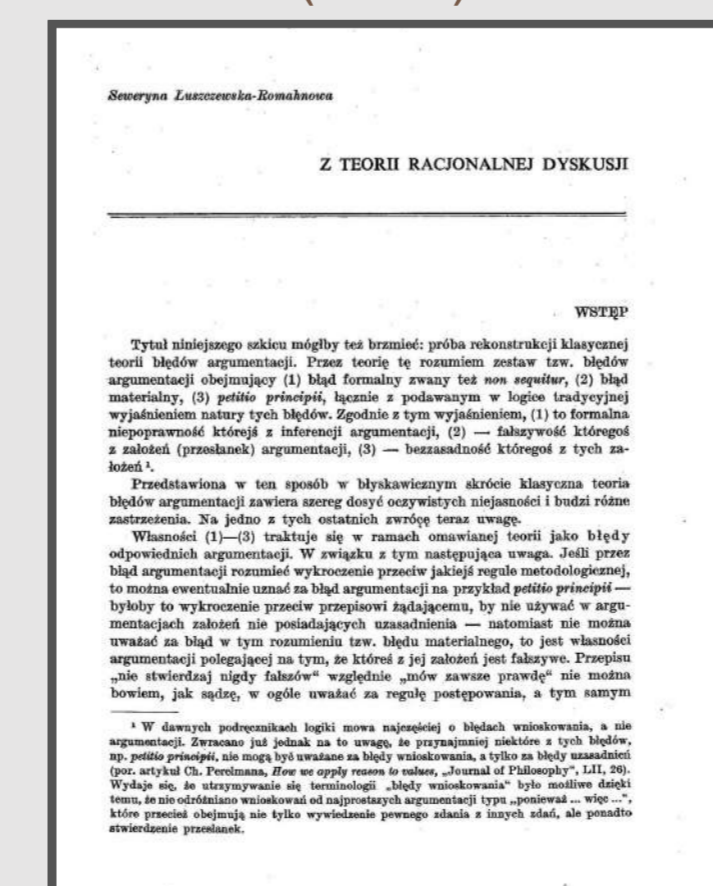 Seweryna Łuszczewska-Romahnowa
Z TEORII RACJONALNEJ DYSKUSJI
WSTĘP
Tytuł niniejszego szkicu mógłby też brzmieć: próba rekonstrukcji klasycznej
teorii błędów argumentacji. Przez teorię tę rozumiem zestaw tzw. błędów
argumentacji obejmujący (1) błąd formalny zwany też non sequitur, (2) błąd
materialny, (3) petitio principii, łącznie z podawanym w logice tradycyjnej
wyjaśnieniem natury tych błędów. Zgodnie z tym wyjaśnieniem, (1) to formalna
niepoprawność którejś z inferencji argumentacji, (2) — fałszywość któregoś
z założeń (przesłanek) argumentacji, (3) — bezzasadność któregoś z tych za-
łożeń ¹.
Przedstawiona w ten sposób w błyskawicznym skrócie klasyczna teoria
błędów argumentacji zawiera szereg dosyć oczywistych niejasności i budzi różne
zastrzeżenia. Na jedno z tych ostatnich zwrócę teraz uwagę.
Własności (1)—(3) traktuje się w ramach omawianej teorii jako błędy
odpowiednich argumentacji. W związku z tym następująca uwaga. Jeśli przez
błąd argumentacji rozumieć wykroczenie przeciw jakiejś regule metodologicznej,
to można ewentualnie uznać za błąd argumentacji na przykład petitio principii —
byłoby to wykroczenie przeciw przepisowi żądającemu, by nie używać w argu-
mentacjach założeń nie posiadających uzasadnienia — natomiast nie można
uważać za błąd w tym rozumieniu tzw. błędu materialnego, to jest własności
argumentacji polegającej na tym, że któreś z jej założeń jest fałszywe. Przepisu
„nie stwierdzaj nigdy fałszów“ względnie „mów zawsze prawdę“ nie można
bowiem, jak sądzę, w ogóle uważać za regułę postępowania, a tym samym
¹ W dawnych podręcznikach logiki mowa najczęściej o błędach wnioskowania, a nie
argumentacji. Zwracano już jednak na to uwagę, że przynajmniej niektóre z tych błędów,
np. petitio principii, nie mogą być uważane za błędy wnioskowania, a tylko za błędy uzasadnień
(por. artykuł Ch. Perelmana, How we apply reason to values, „Journal of Philosophy“, LII, 26).
Wydaje się, że utrzymywanie się terminologii „błędy wnioskowania“ było możliwe dzięki
temu, że nie odróżniano wnioskowań od najprostszych argumentacji typu „ponieważ ... więc ...“,
które przecież obejmują nie tylko wywiedzenie pewnego zdania z innych zdań, ale ponadto
stwierdzenie przesłanek.